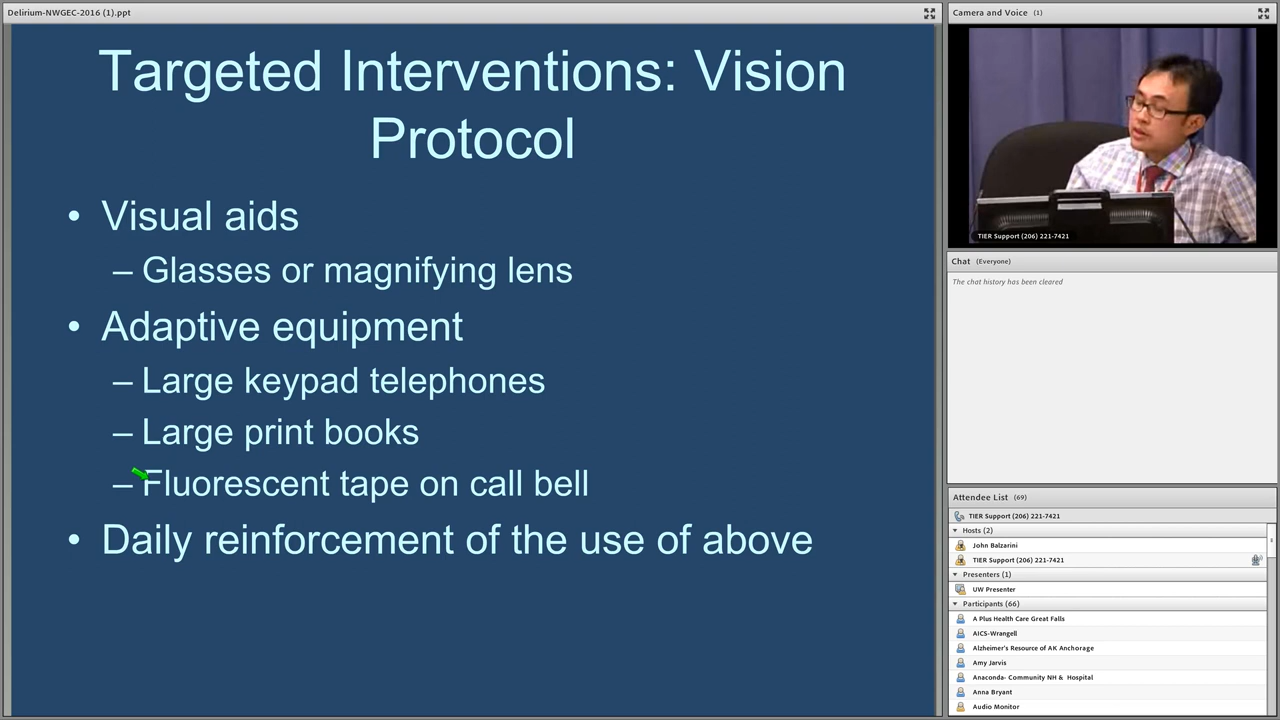 Delirium-NWGEC-2016 (1).ppt
Targeted Interventions: Vision
Protocol
• Visual aids
– Glasses or magnifying lens
• Adaptive equipment
– Large keypad telephones
– Large print books
– Fluorescent tape on call bell
• Daily reinforcement of the use of above
Camera and Voice (1)
TIER Support (206) 221-7421
Chat (Everyone)
The chat history has been cleared
Attendee List (69)
TIER Support (206) 221-7421
Hosts (2)
John Balzarini
TIER Support (206) 221-7421
Presenters (1)
UW Presenter
Participants (66)
A Plus Health Care Great Falls
AICS-Wrangell
Alzheimer's Resource of AK Anchorage
Amy Jarvis
Anaconda- Community NH & Hospital
Anna Bryant
Audio Monitor